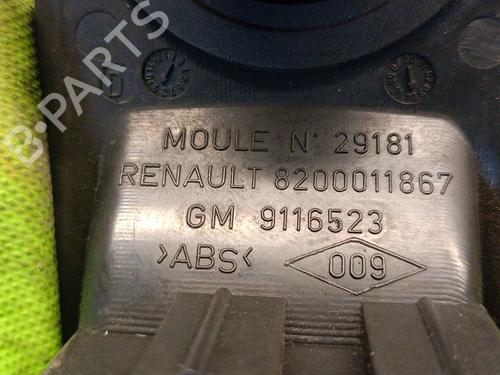 B-PARTS
MOULE N° 29181
RENAULT 8200011867
GM 9116523
>ABS< 009